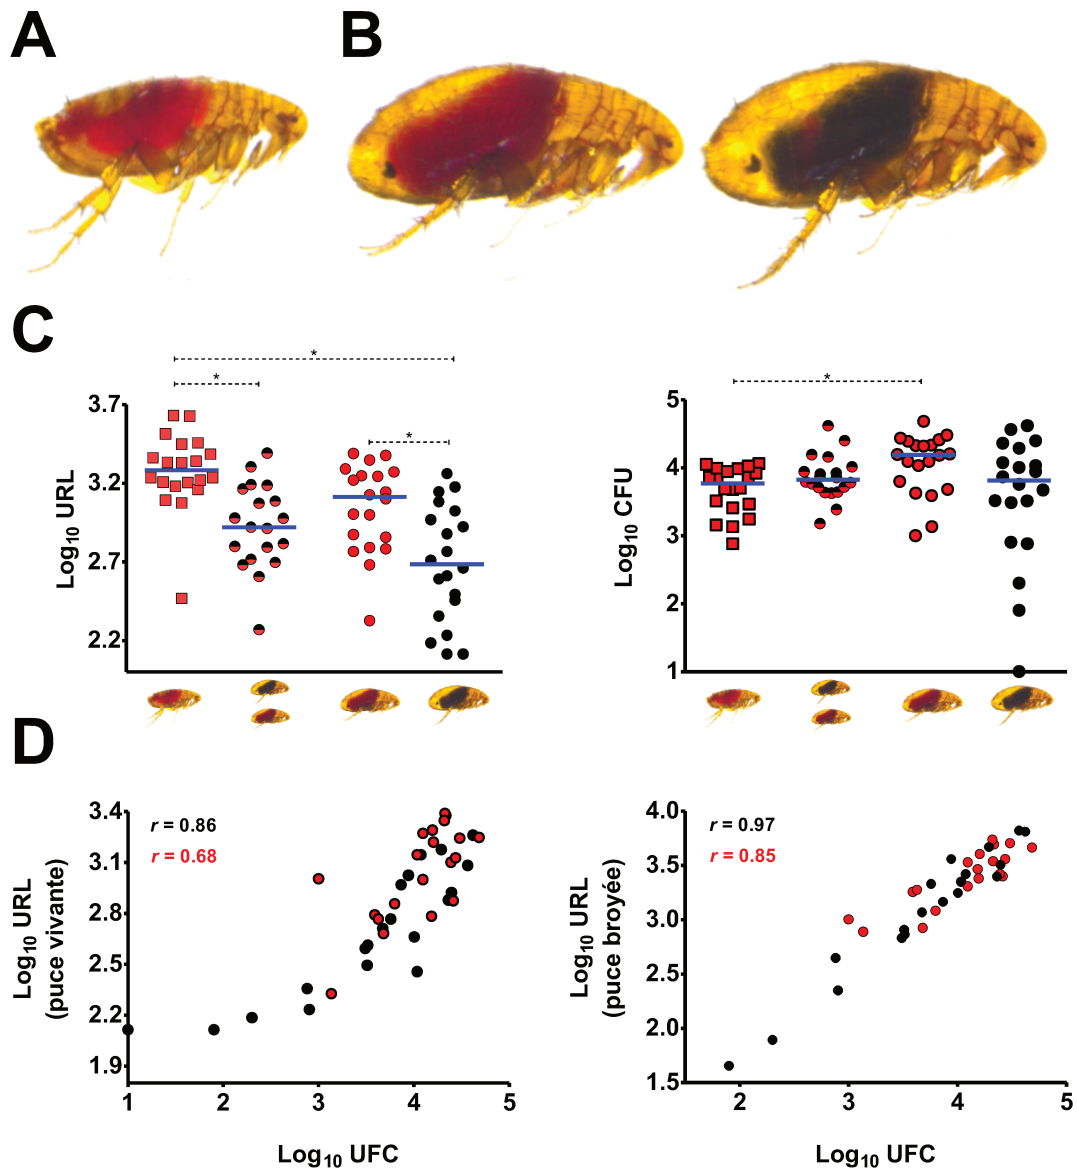 A
B
C
*
*
*
3.7
3.2
2.7
2.2
Log10 URL
*
5
4
3
2
1
Log10 CFU
D
3.4
3.1
2.8
2.5
2.2
1.9
r = 0.86
r = 0.68
Log10 URL
(puce vivante)
1
2
3
4
5
Log10 UFC
4.0
3.5
3.0
2.5
2.0
1.5
r = 0.97
r = 0.85
Log10 URL
(puce broyée)
2
3
4
5
Log10 UFC